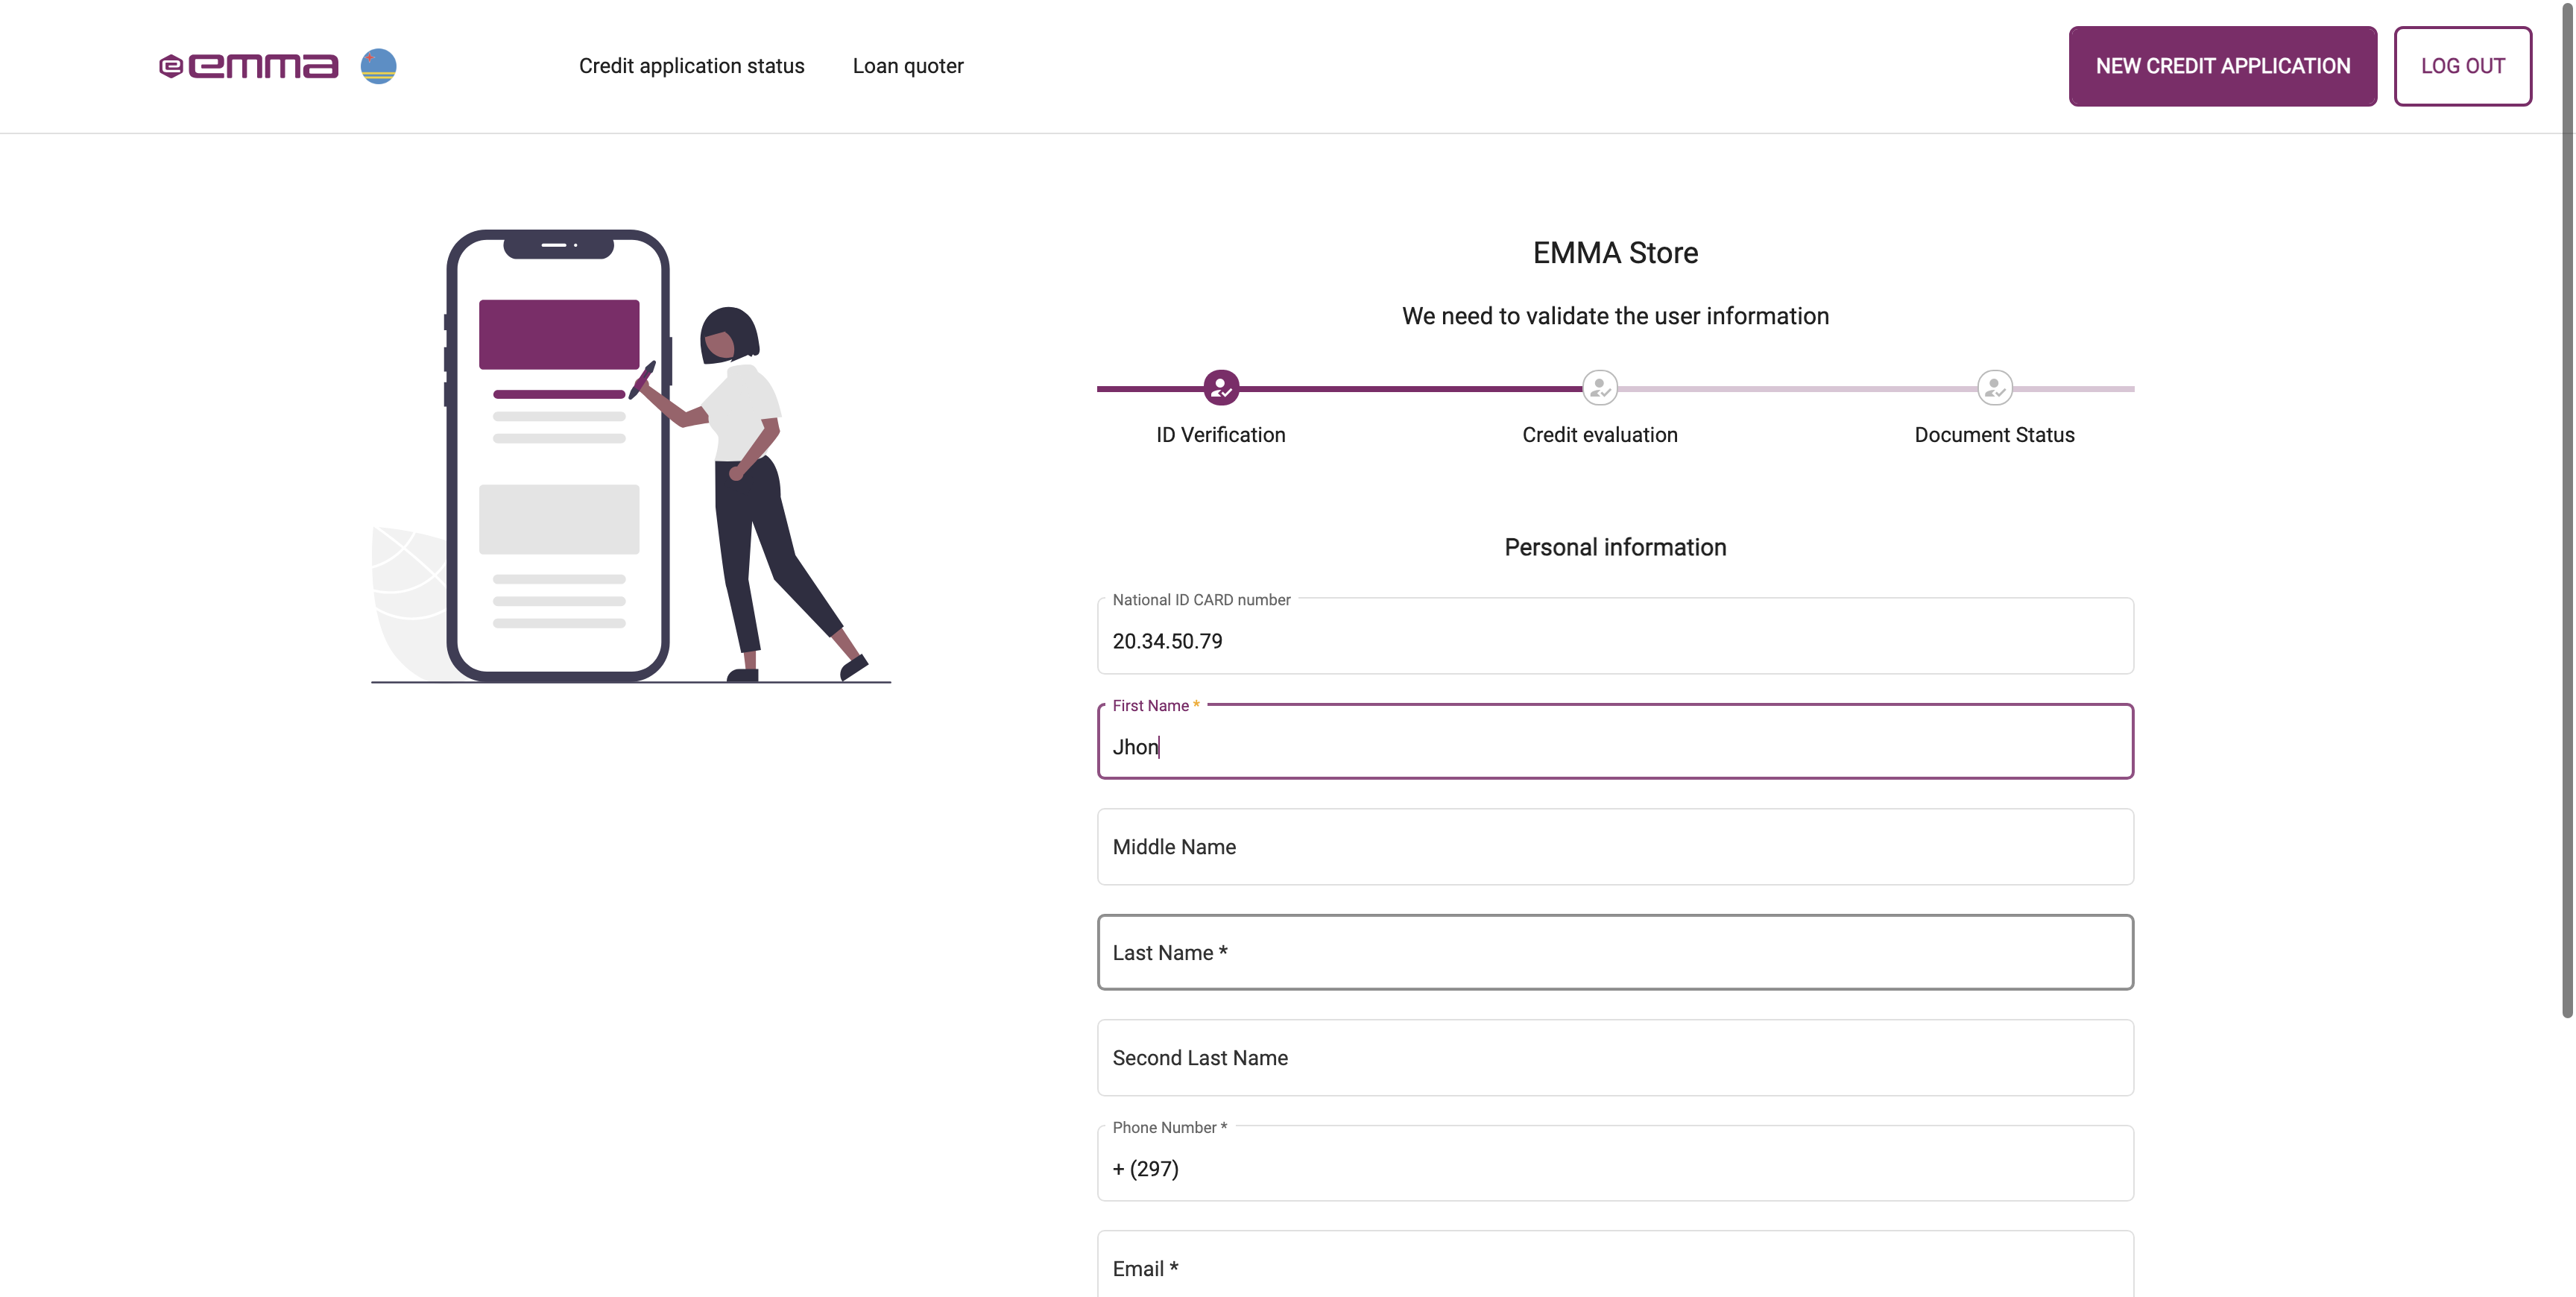 emma
Credit application status
Loan quoter
NEW CREDIT APPLICATION
LOG OUT
EMMA Store
We need to validate the user information
ID Verification
Credit evaluation
Document Status
Personal information
National ID CARD number
20.34.50.79
First Name *
Jhon
Middle Name
Last Name *
Second Last Name
Phone Number *
+ (297)
Email *